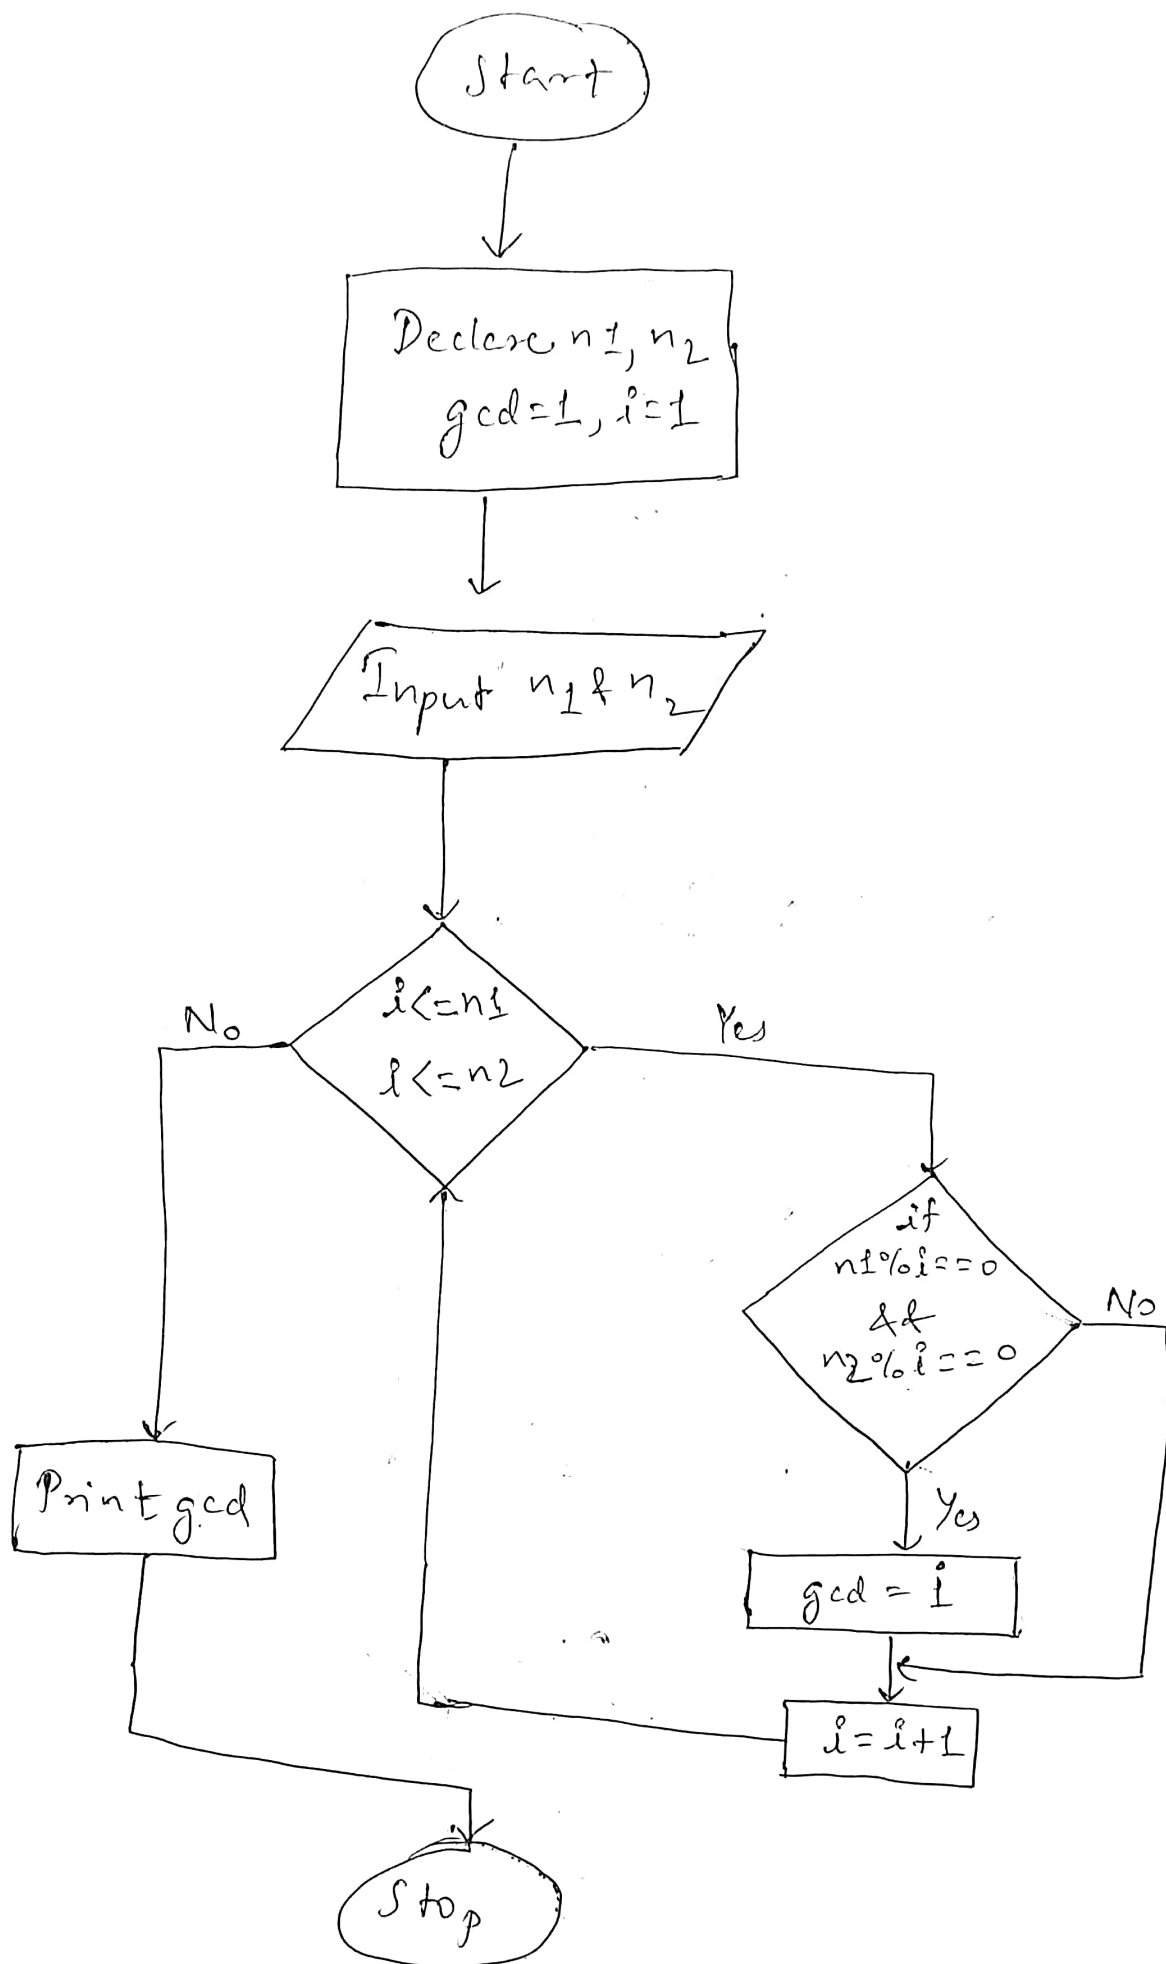 Start
Declare n1, n2
gcd=1, i=1
Input n1 & n2
i<=n1
i<=n2
No
Yes
if
n1%i==0
&&
n2%i==0
No
Yes
gcd = i
i=i+1
Print gcd
Stop